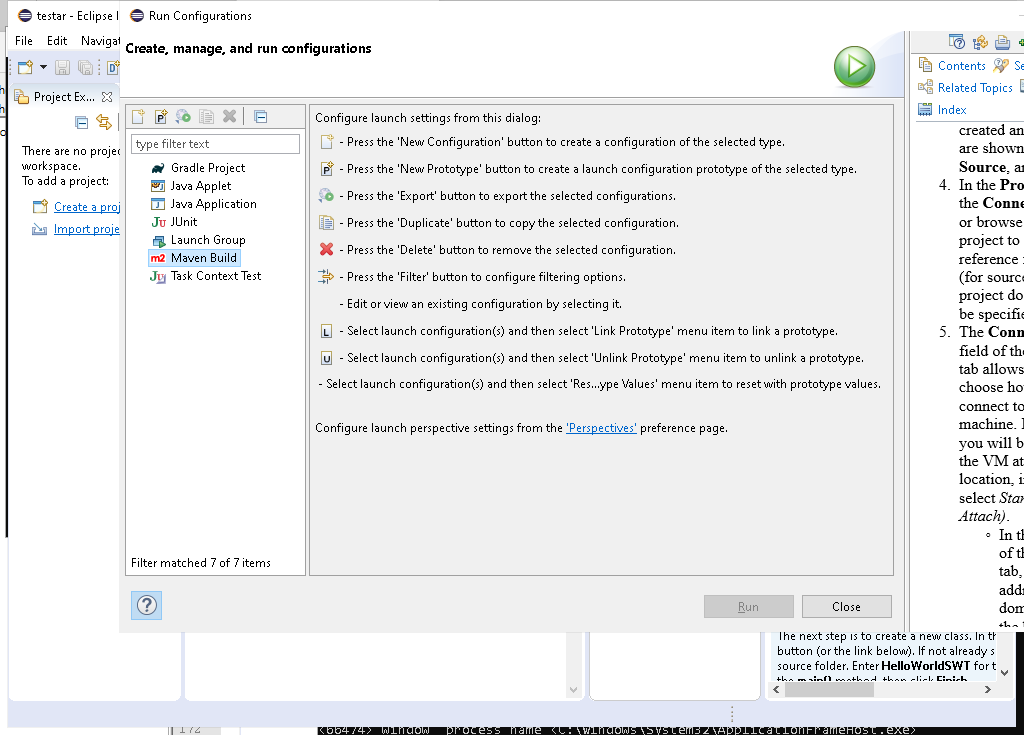 testar - Eclipse I
Run Configurations
File Edit Navigat
Create, manage, and run configurations
Project Ex...
type filter text
There are no projec
workspace.
To add a project:
Create a proj
Import proje
Gradle Project
Java Applet
Java Application
JUnit
Launch Group
Maven Build
Task Context Test
Filter matched 7 of 7 items
Configure launch settings from this dialog:
- Press the 'New Configuration' button to create a configuration of the selected type.
- Press the 'New Prototype' button to create a launch configuration prototype of the selected type.
- Press the 'Export' button to export the selected configurations.
- Press the 'Duplicate' button to copy the selected configuration.
- Press the 'Delete' button to remove the selected configuration.
- Press the 'Filter' button to configure filtering options.
- Edit or view an existing configuration by selecting it.
- Select launch configuration(s) and then select 'Link Prototype' menu item to link a prototype.
- Select launch configuration(s) and then select 'Unlink Prototype' menu item to unlink a prototype.
- Select launch configuration(s) and then select 'Res...ype Values' menu item to reset with prototype values.
Configure launch perspective settings from the 'Perspectives' preference page.
Run
Close
Contents
Se
Related Topics
Index
created an
are shown
Source, a
4. In the Pro
the Conne
or browse
project to
reference
(for sourc
project do
be specifie
5. The Conn
field of the
tab allows
choose ho
connect to
machine. I
you will b
the VM at
location, i
select Stan
Attach).
In th
of th
tab,
addr
dom
the
The next step is to create a new class. In th
button (or the link below). If not already s
source folder. Enter HelloWorldSWT for t
the main() method, then click Finish.
172
<66474> window process name <C:\Windows\System32\ApplicationFrameHost.exe>